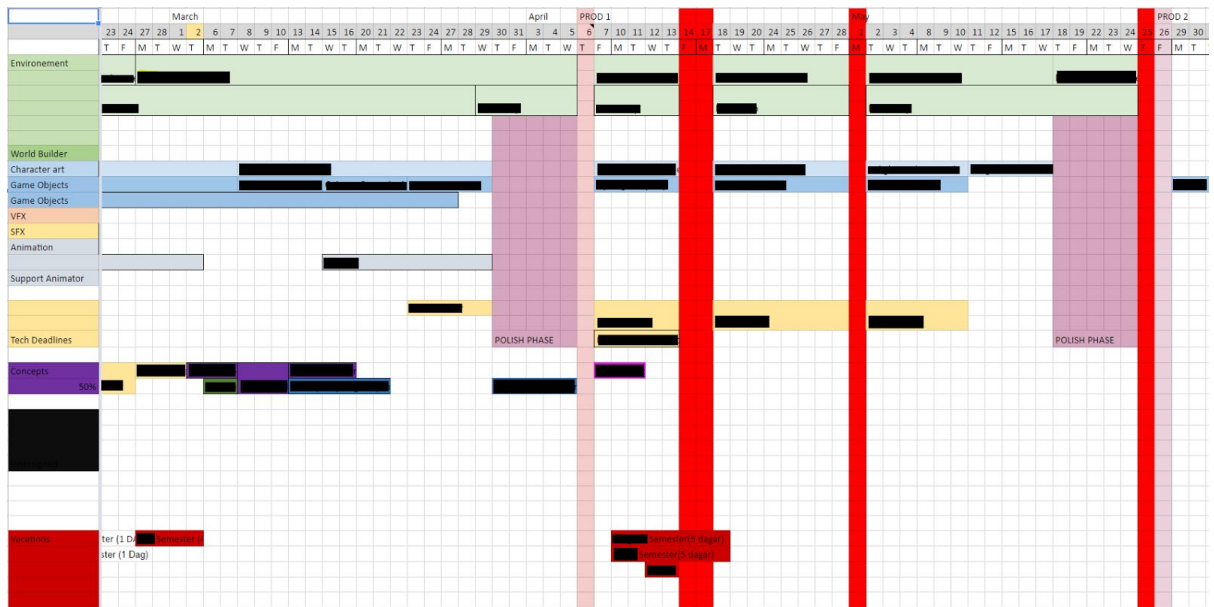 March April PROD 1 May PROD 2
23 24 27 28 1 2 6 7 8 9 10 13 14 15 16 20 21 22 23 24 27 28 29 30 31 3 4 5 6 7 10 11 12 13 14 17 18 19 20 21 24 25 26 27 28 1 2 3 4 8 9 10 11 12 15 16 17 18 19 22 23 24 25 26 29 30
T F M T W T M T W T F M T W T M T W T F M T W T F M T W T F M T W T F M T W T F M T W T F M T W T M T W T F M T W T F M T W T F M T
Environement
World Builder
Character art
Game Objects
Game Objects
VFX
SFX
Animation
Support Animator
Tech Deadlines POLISH PHASE POLISH PHASE
Concepts
50%
Vacations ter (1 DA Semester Semester(5 dagar)
ster (1 Dag) Semester(5 dagar)